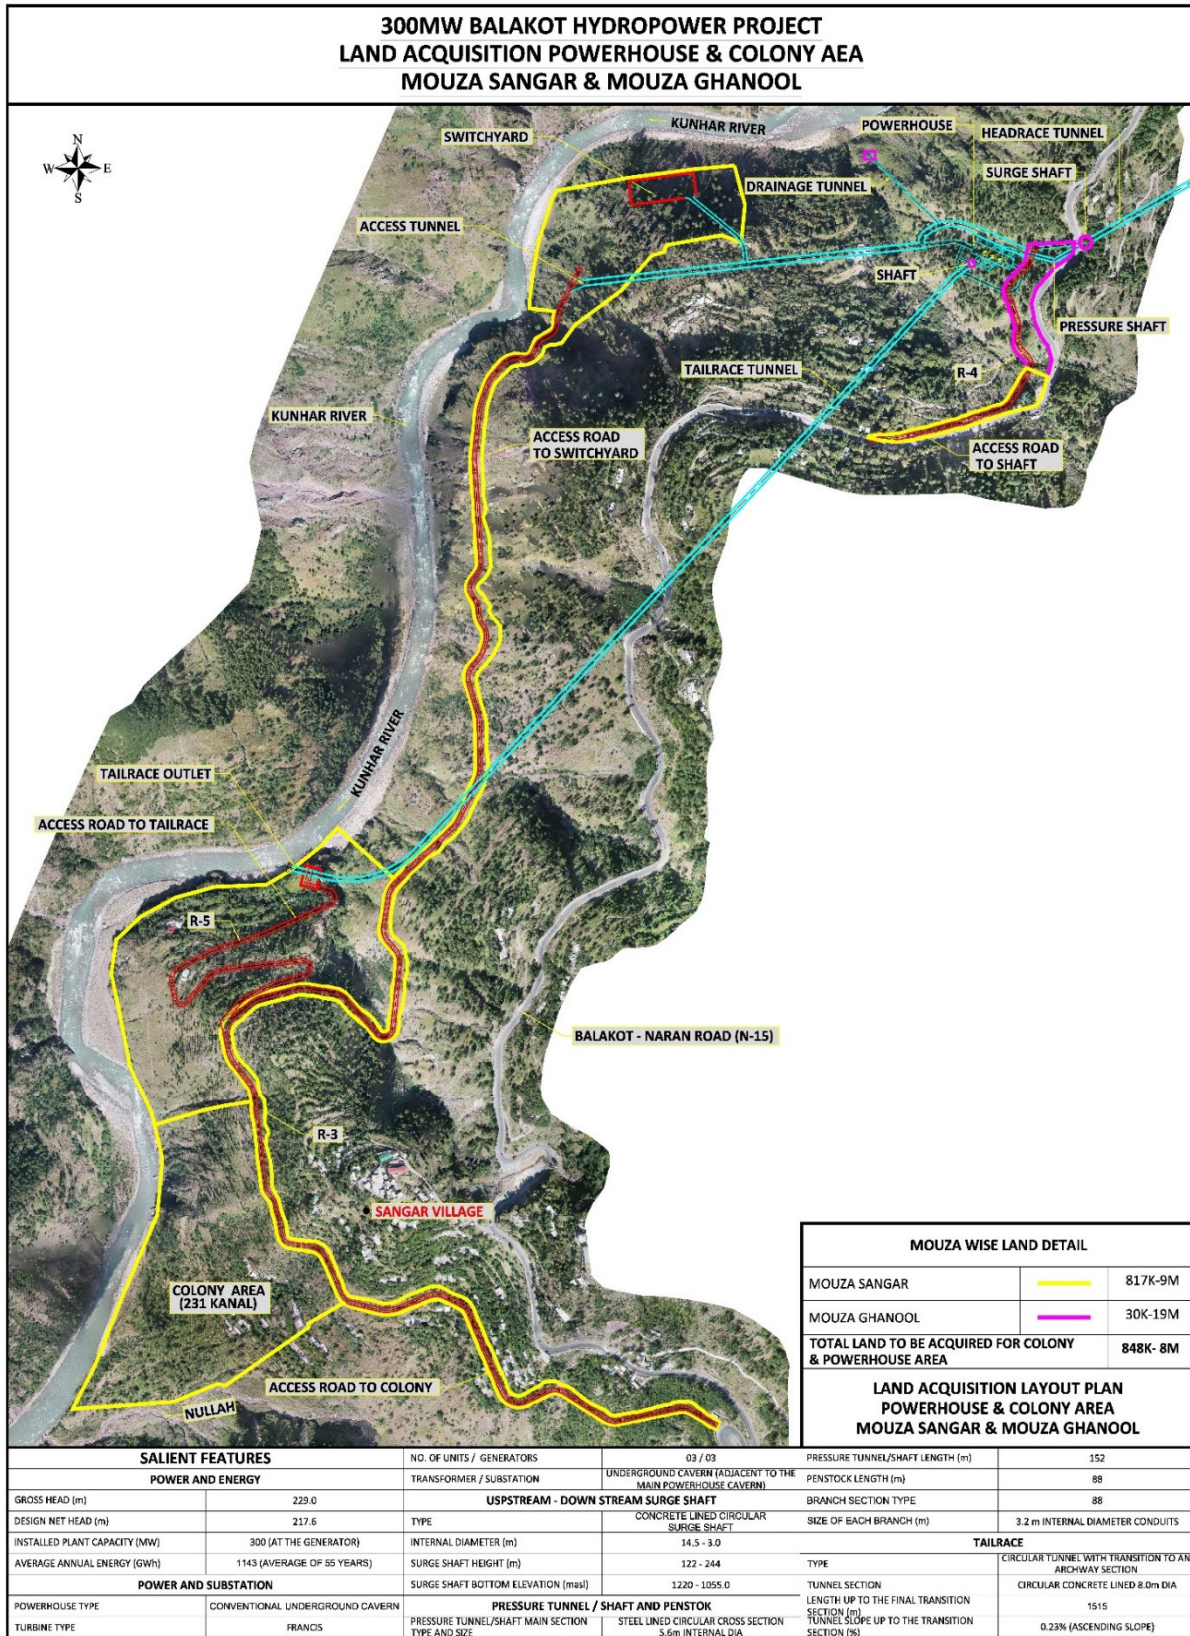 300MW BALAKOT HYDROPOWER PROJECT
LAND ACQUISITION POWERHOUSE & COLONY AEA
MOUZA SANGAR & MOUZA GHANOOL
N
W E
S
SWITCHYARD
KUNHAR RIVER
POWERHOUSE
HEADRACE TUNNEL
SURGE SHAFT
DRAINAGE TUNNEL
ACCESS TUNNEL
SHAFT
PRESSURE SHAFT
TAILRACE TUNNEL
R-4
KUNHAR RIVER
ACCESS ROAD
TO SWITCHYARD
ACCESS ROAD
TO SHAFT
KUNHAR RIVER
TAILRACE OUTLET
ACCESS ROAD TO TAILRACE
R-5
BALAKOT - NARAN ROAD (N-15)
R-3
SANGAR VILLAGE
COLONY AREA
(231 KANAL)
ACCESS ROAD TO COLONY
NULLAH
MOUZA WISE LAND DETAIL
MOUZA SANGAR 817K-9M
MOUZA GHANOOL 30K-19M
TOTAL LAND TO BE ACQUIRED FOR COLONY
& POWERHOUSE AREA 848K- 8M
LAND ACQUISITION LAYOUT PLAN
POWERHOUSE & COLONY AREA
MOUZA SANGAR & MOUZA GHANOOL
SALIENT FEATURES
POWER AND ENERGY
GROSS HEAD (m) 229.0
DESIGN NET HEAD (m) 217.6
INSTALLED PLANT CAPACITY (MW) 300 (AT THE GENERATOR)
AVERAGE ANNUAL ENERGY (GWh) 1143 (AVERAGE OF 55 YEARS)
POWER AND SUBSTATION
POWERHOUSE TYPE CONVENTIONAL UNDERGROUND CAVERN
TURBINE TYPE FRANCIS
NO. OF UNITS / GENERATORS 03 / 03
TRANSFORMER / SUBSTATION UNDERGROUND CAVERN (ADJACENT TO THE
MAIN POWERHOUSE CAVERN)
USPSTREAM - DOWN STREAM SURGE SHAFT
TYPE CONCRETE LINED CIRCULAR
SURGE SHAFT
INTERNAL DIAMETER (m) 14.5 - 3.0
SURGE SHAFT HEIGHT (m) 122 - 244
SURGE SHAFT BOTTOM ELEVATION (masl) 1220 - 1055.0
PRESSURE TUNNEL / SHAFT AND PENSTOK
PRESSURE TUNNEL/SHAFT MAIN SECTION
TYPE AND SIZE STEEL LINED CIRCULAR CROSS SECTION
5.6m INTERNAL DIA
PRESSURE TUNNEL/SHAFT LENGTH (m) 152
PENSTOCK LENGTH (m) 88
BRANCH SECTION TYPE 88
SIZE OF EACH BRANCH (m) 3.2 m INTERNAL DIAMETER CONDUITS
TAILRACE
TYPE CIRCULAR TUNNEL WITH TRANSITION TO AN
ARCHWAY SECTION
TUNNEL SECTION CIRCULAR CONCRETE LINED 8.0m DIA
LENGTH UP TO THE FINAL TRANSITION
SECTION (m) 1515
TUNNEL SLOPE UP TO THE TRANSITION
SECTION (%) 0.23% (ASCENDING SLOPE)